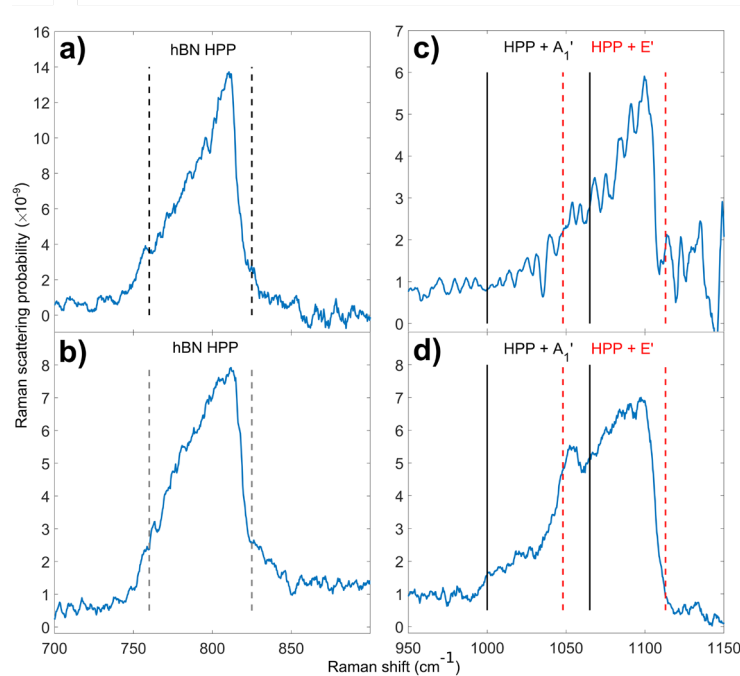 a)
hBN HPP
16
14
12
10
8
6
4
2
0
c)
HPP + A₁' HPP + E'
7
6
5
4
3
2
1
0
Raman scattering probability (×10⁻⁹)
b)
hBN HPP
8
7
6
5
4
3
2
1
0
700 750 800 850
d)
HPP + A₁' HPP + E'
8
7
6
5
4
3
2
1
0
950 1000 1050 1100 1150
Raman shift (cm⁻¹)